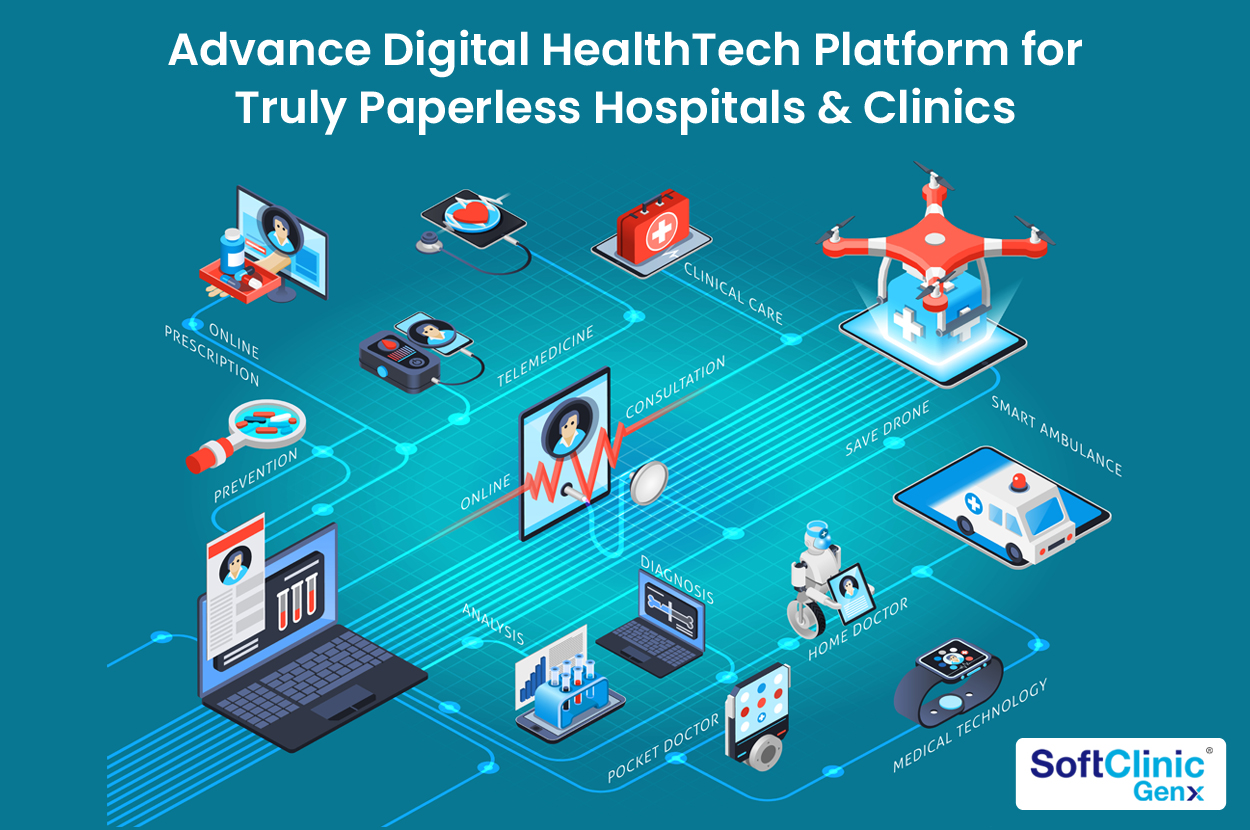 Advance Digital HealthTech Platform for
Truly Paperless Hospitals & Clinics
ONLINE
PRESCRIPTION
TELEMEDICINE
CLINICAL CARE
PREVENTION
ONLINE
CONSULTATION
SAVE DRONE
SMART AMBULANCE
ANALYSIS
DIAGNOSIS
HOME DOCTOR
POCKET DOCTOR
MEDICAL TECHNOLOGY
SoftClinic®
Genx